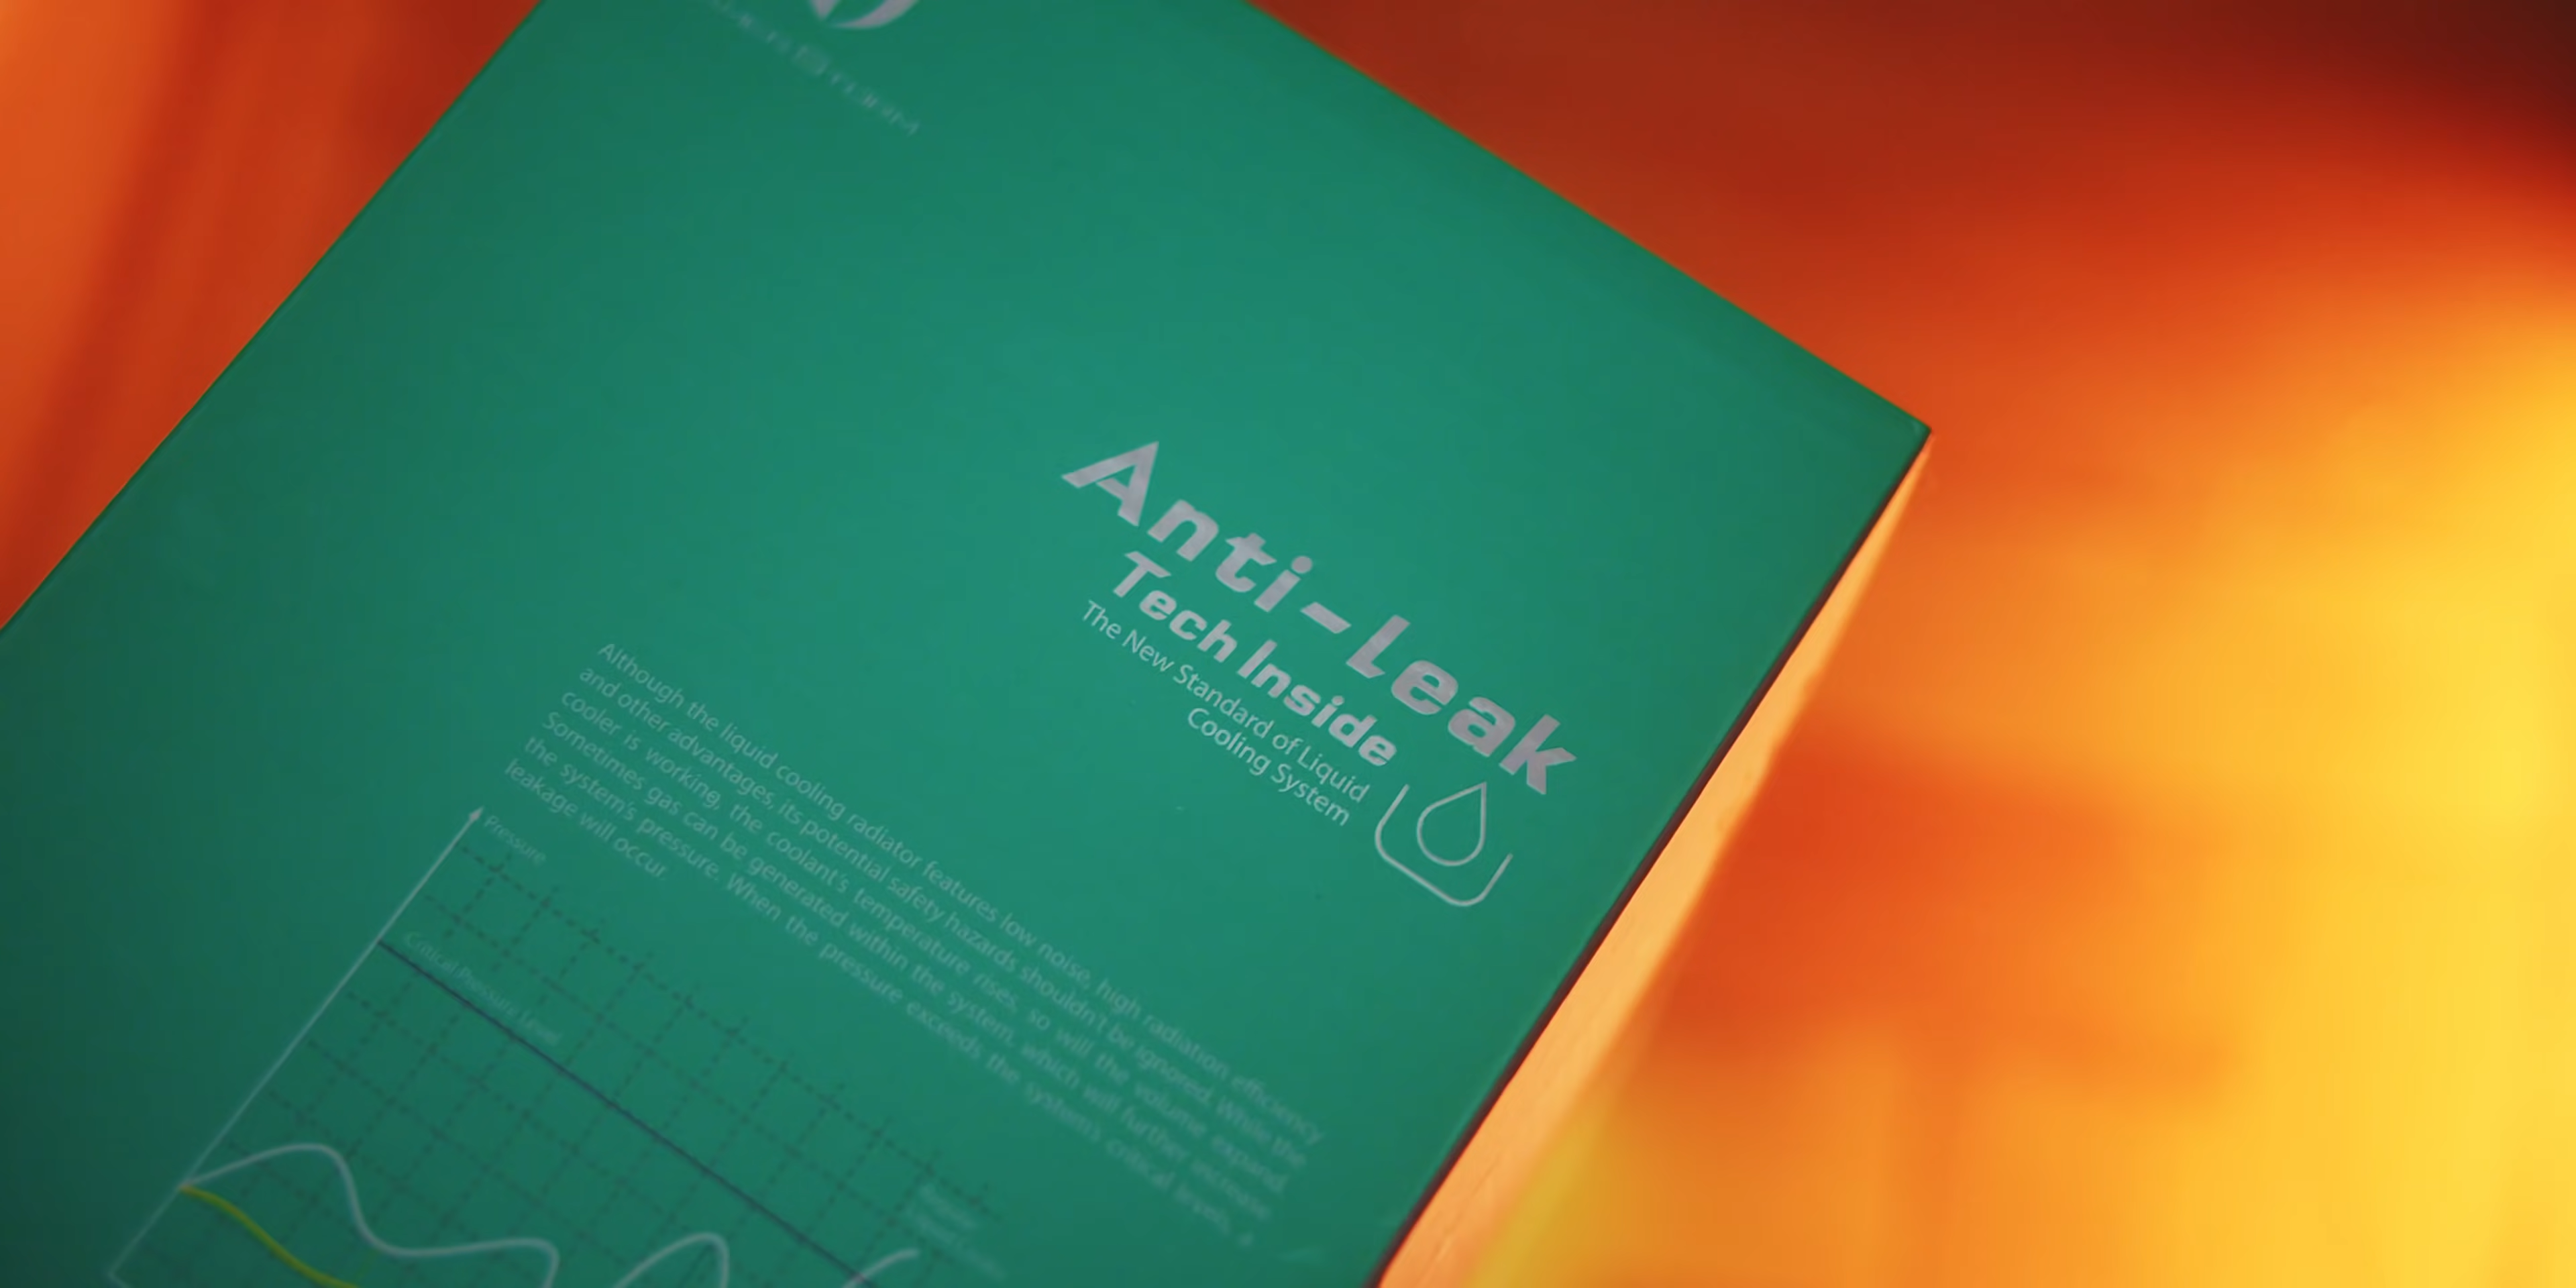 Anti-Leak
Tech Inside
The New Standard of Liquid
Cooling System
Although the liquid cooling radiator features low noise, high radiation efficiency
and other advantages, its potential safety hazards shouldn't be ignored. While the
cooler is working, the coolant's temperature rises, so will the volume expand.
Sometimes gas can be generated within the system, which will further increase
the system's pressure. When the pressure exceeds the system's critical a
leakage will occur.
Pressure
Critical Pressure Level